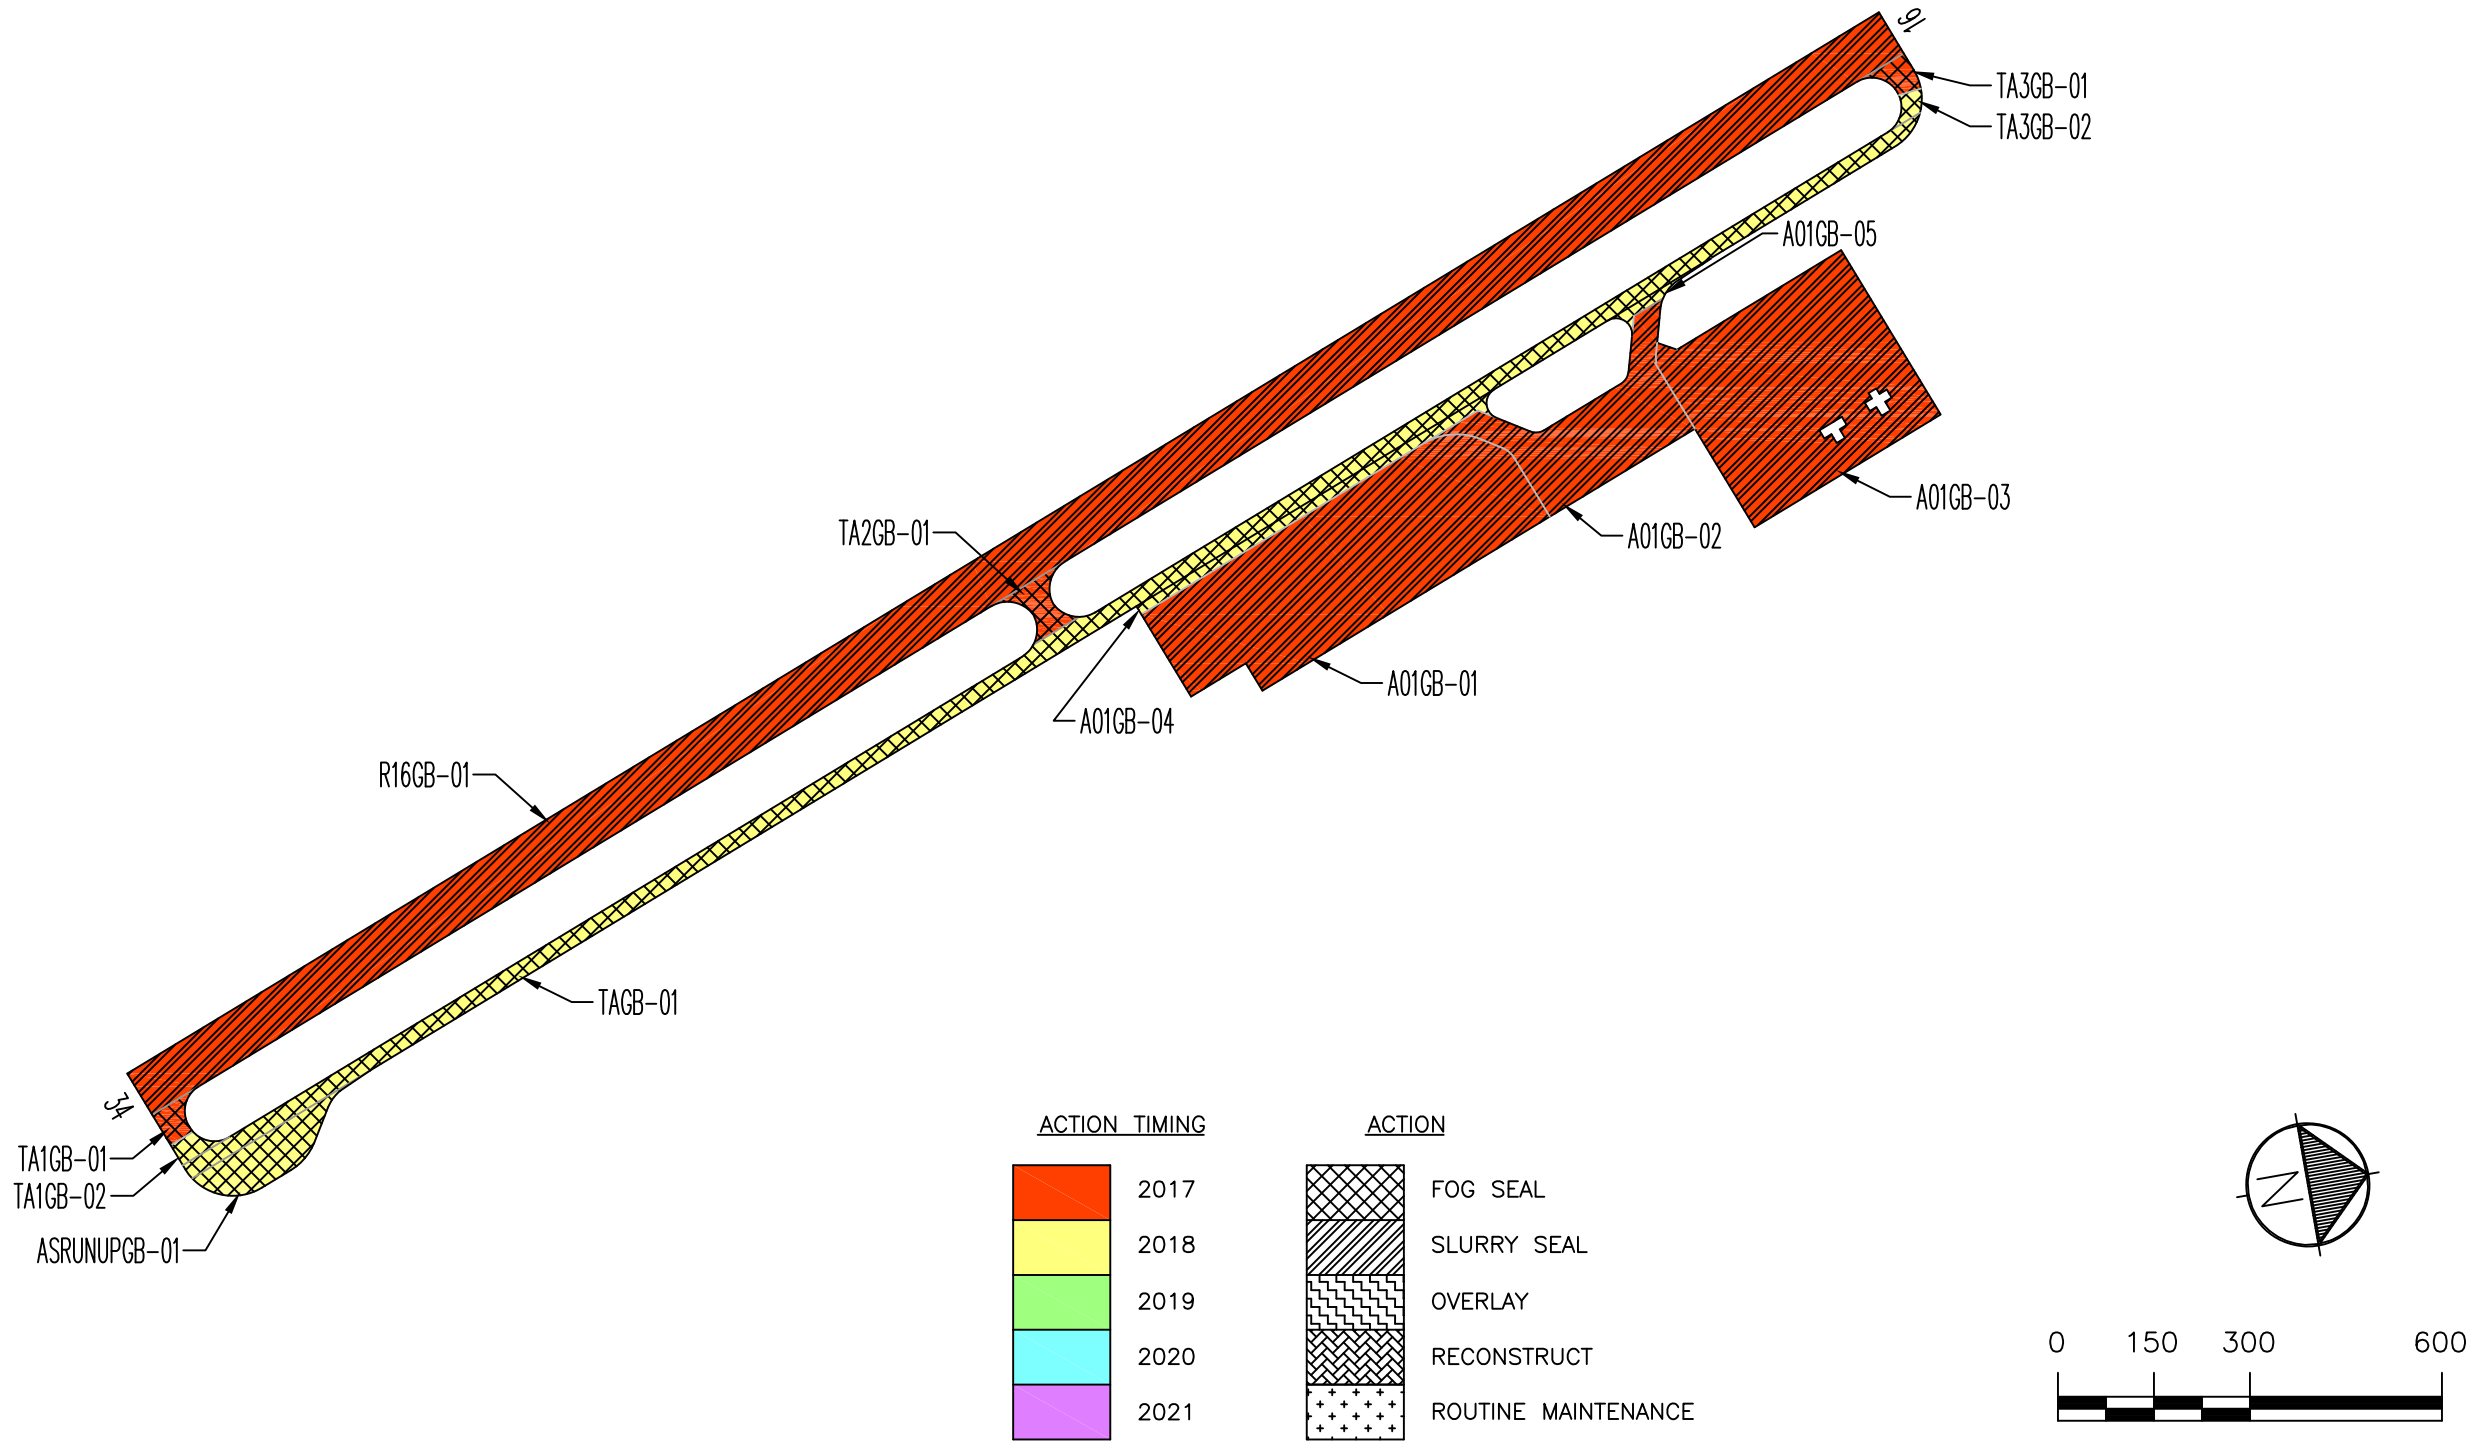 16
TA3GB-01
TA3GB-02
A01GB-05
A01GB-03
TA2GB-01
A01GB-02
A01GB-01
A01GB-04
R16GB-01
TAGB-01
34
TA1GB-01
TA1GB-02
ASRUNUPGB-01
ACTION TIMING
2017
2018
2019
2020
2021
ACTION
FOG SEAL
SLURRY SEAL
OVERLAY
RECONSTRUCT
ROUTINE MAINTENANCE
N
0 150 300 600